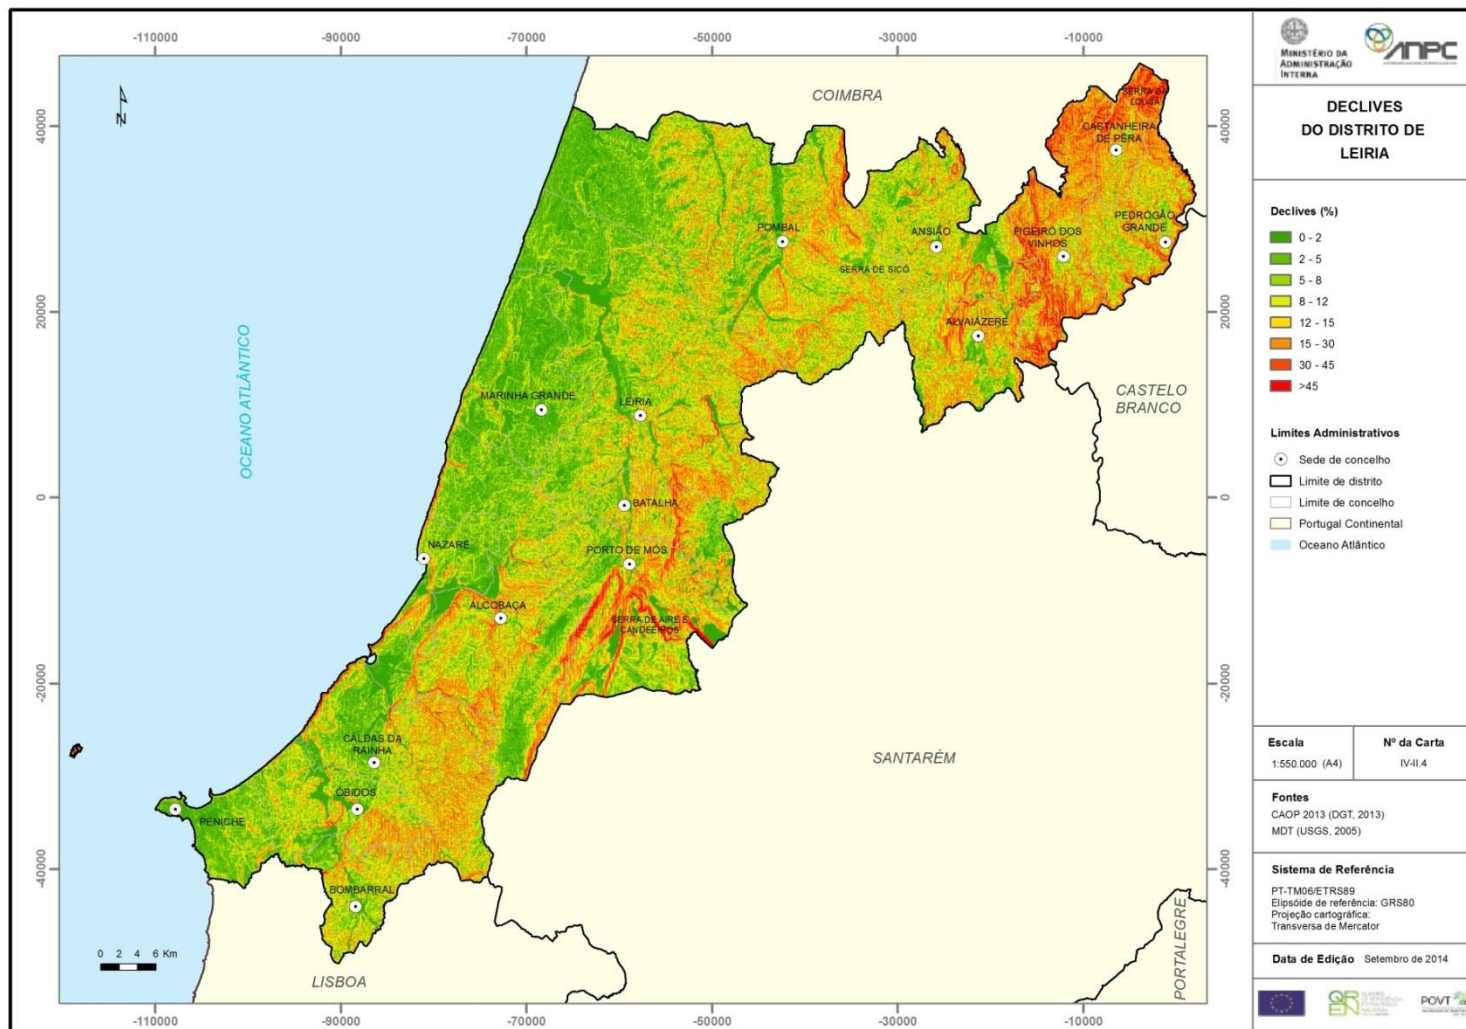 -110000 -90000 -70000 -50000 -30000 -10000
40000
20000
0
-20000
-40000
40000
20000
0
-20000
40000
-110000 -90000 -70000 -50000 -30000 -10000
N
COIMBRA
SERRA DA
LOUSÃ
CASTANHEIRA
DE PÊRA
PEDROGÃO
GRANDE
FIGEIRÓ DOS
VINHOS
ANSIÃO
POMBAL
SERRA DE SICÓ
ALVAIÁZERE
OCEANO ATLÂNTICO
MARINHA GRANDE
LEIRIA
CASTELO
BRANCO
BATALHA
NAZARÉ
PORTO DE MÓS
ALCOBAÇA
SERRA DE AIRE E
CANDEEIROS
CALDAS DA
RAINHA
SANTARÉM
ÓBIDOS
PENICHE
BOMBARRAL
LISBOA
PORTALEGRE
0 2 4 6 Km
MINISTÉRIO DA
ADMINISTRAÇÃO
INTERNA
ANPC
DECLIVES
DO DISTRITO DE
LEIRIA
Declives (%)
0 - 2
2 - 5
5 - 8
8 - 12
12 - 15
15 - 30
30 - 45
>45
Limites Administrativos
Sede de concelho
Limite de distrito
Limite de concelho
Portugal Continental
Oceano Atlântico
Escala
1:550.000 (A4)
Nº da Carta
IV-II.4
Fontes
CAOP 2013 (DGT, 2013)
MDT (USGS, 2005)
Sistema de Referência
PT-TM06/ETRS89
Elipsóide de referência: GRS80
Projeção cartográfica:
Transversa de Mercator
Data de Edição Setembro de 2014
QREN
POVT